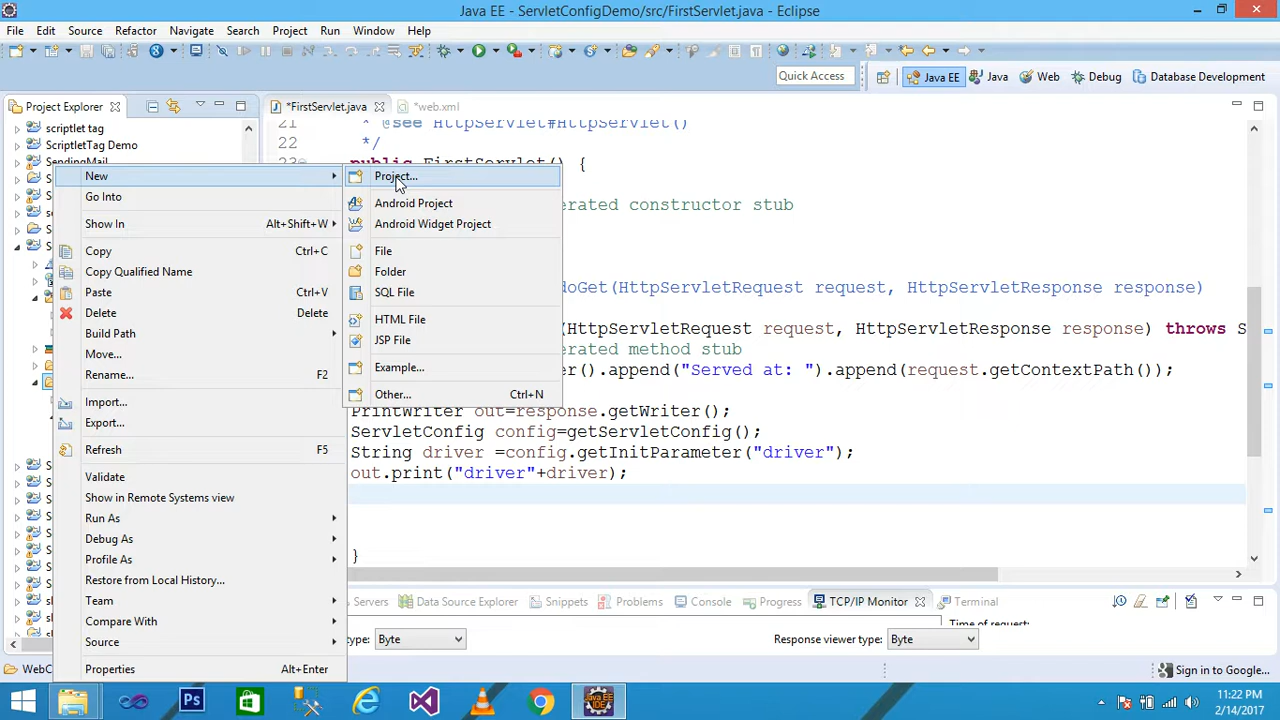 Java EE - ServletConfigDemo/src/FirstServlet.java - Eclipse
File Edit Source Refactor Navigate Search Project Run Window Help
Quick Access
Java EE Java Web Debug Database Development
Project Explorer
*FirstServlet.java
*web.xml
scriptlet tag
ScriptletTag Demo
SendingMail
21 * @see HttpServlet#HttpServlet()
22 */
public FirstServlet() {
erated constructor stub
doGet(HttpServletRequest request, HttpServletResponse response)
(HttpServletRequest request, HttpServletResponse response) throws S
erated method stub
er().append("Served at: ").append(request.getContextPath());
PrintWriter out=response.getWriter();
ServletConfig config=getServletConfig();
String driver =config.getInitParameter("driver");
out.print("driver"+driver);
}
New
Go Into
Show In Alt+Shift+W
Copy Ctrl+C
Copy Qualified Name
Paste Ctrl+V
Delete Delete
Build Path
Move...
Rename... F2
Import...
Export...
Refresh F5
Validate
Show in Remote Systems view
Run As
Debug As
Profile As
Restore from Local History...
Team
Compare With
Source
Properties Alt+Enter
Project...
Android Project
Android Widget Project
File
Folder
SQL File
HTML File
JSP File
Example...
Other... Ctrl+N
Servers Data Source Explorer Snippets Problems Console Progress TCP/IP Monitor Terminal
Time of request:
type: Byte
Response viewer type: Byte
WebC
Sign in to Google...
11:22 PM
2/14/2017